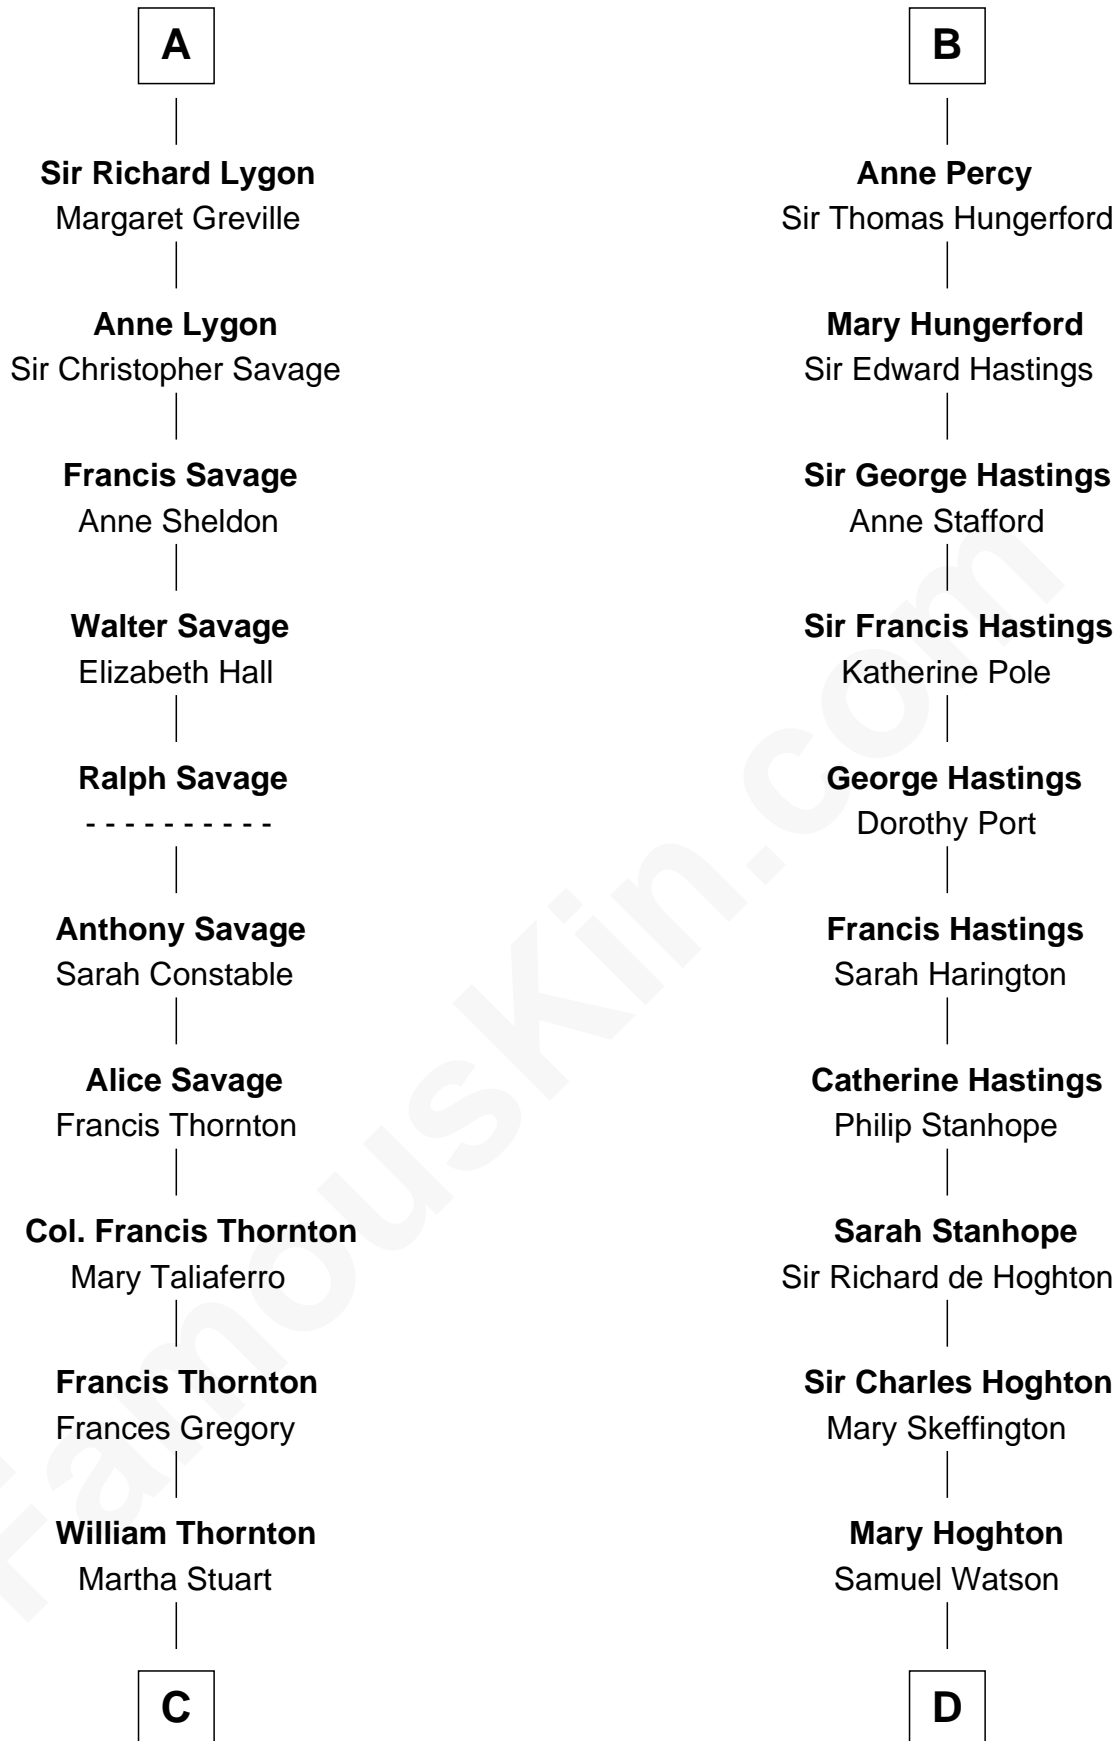 A
Sir Richard Lygon
Margaret Greville
Anne Lygon
Sir Christopher Savage
Francis Savage
Anne Sheldon
Walter Savage
Elizabeth Hall
Ralph Savage
- - - - - - - - - -
Anthony Savage
Sarah Constable
Alice Savage
Francis Thornton
Col. Francis Thornton
Mary Taliaferro
Francis Thornton
Frances Gregory
William Thornton
Martha Stuart
C
B
Anne Percy
Sir Thomas Hungerford
Mary Hungerford
Sir Edward Hastings
Sir George Hastings
Anne Stafford
Sir Francis Hastings
Katherine Pole
George Hastings
Dorothy Port
Francis Hastings
Sarah Harington
Catherine Hastings
Philip Stanhope
Sarah Stanhope
Sir Richard de Hoghton
Sir Charles Hoghton
Mary Skeffington
Mary Hoghton
Samuel Watson
D
FamousKin.com